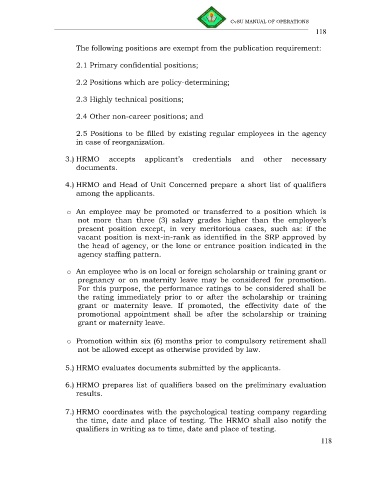 CvSU MANUAL OF OPERATIONS
118
The following positions are exempt from the publication requirement:
2.1 Primary confidential positions;
2.2 Positions which are policy-determining;
2.3 Highly technical positions;
2.4 Other non-career positions; and
2.5 Positions to be filled by existing regular employees in the agency
in case of reorganization.
3.) HRMO accepts applicant's credentials and other necessary
documents.
4.) HRMO and Head of Unit Concerned prepare a short list of qualifiers
among the applicants.
o An employee may be promoted or transferred to a position which is
not more than three (3) salary grades higher than the employee's
present position except, in very meritorious cases, such as: if the
vacant position is next-in-rank as identified in the SRP approved by
the head of agency, or the lone or entrance position indicated in the
agency staffing pattern.
o An employee who is on local or foreign scholarship or training grant or
pregnancy or on maternity leave may be considered for promotion.
For this purpose, the performance ratings to be considered shall be
the rating immediately prior to or after the scholarship or training
grant or maternity leave. If promoted, the effectivity date of the
promotional appointment shall be after the scholarship or training
grant or maternity leave.
o Promotion within six (6) months prior to compulsory retirement shall
not be allowed except as otherwise provided by law.
5.) HRMO evaluates documents submitted by the applicants.
6.) HRMO prepares list of qualifiers based on the preliminary evaluation
results.
7.) HRMO coordinates with the psychological testing company regarding
the time, date and place of testing. The HRMO shall also notify the
qualifiers in writing as to time, date and place of testing.
118